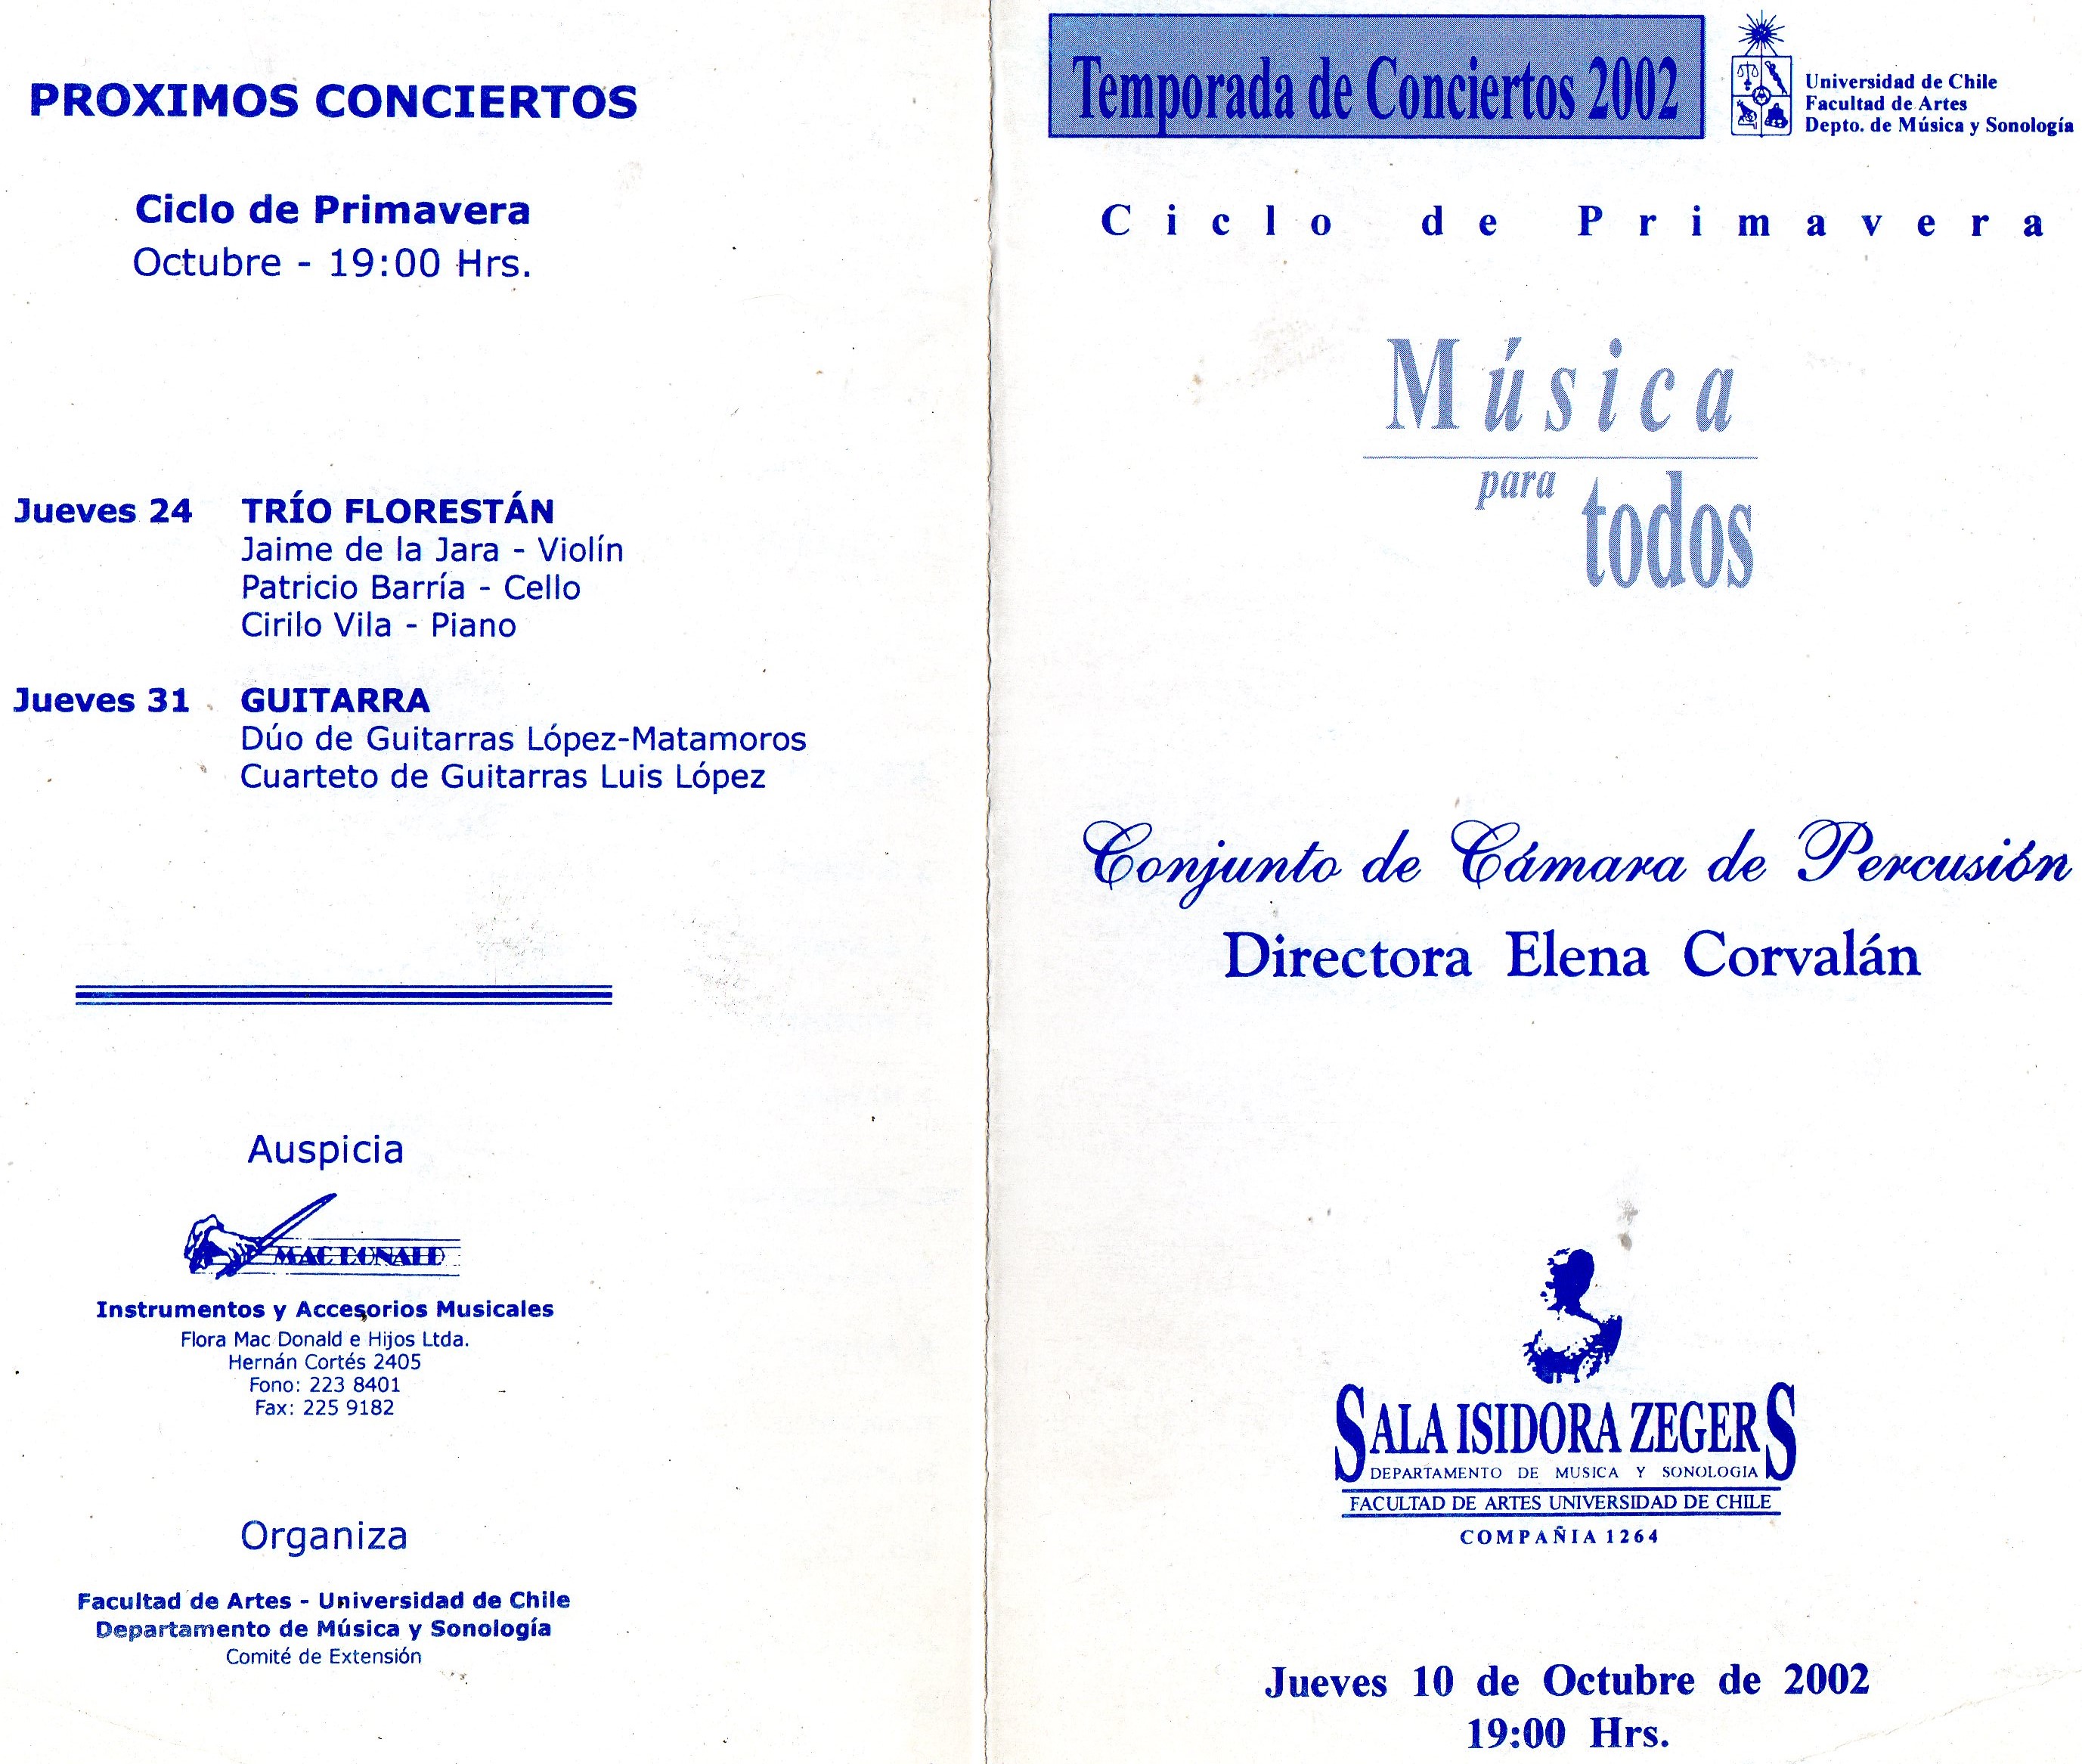 PROXIMOS CONCIERTOS
Ciclo de Primavera
Octubre - 19:00 Hrs.
Jueves 24 TRÍO FLORESTÁN
Jaime de la Jara - Violín
Patricio Barría - Cello
Cirilo Vila - Piano
Jueves 31 GUITARRA
Dúo de Guitarras López-Matamoros
Cuarteto de Guitarras Luis López
Auspicia
MAC DONALD
Instrumentos y Accesorios Musicales
Flora Mac Donald e Hijos Ltda.
Hernán Cortés 2405
Fono: 223 8401
Fax: 225 9182
Organiza
Facultad de Artes - Universidad de Chile
Departamento de Música y Sonología
Comité de Extensión
Temporada de Conciertos 2002
Universidad de Chile
Facultad de Artes
Depto. de Música y Sonología
Ciclo de Primavera
Música
para todos
Conjunto de Cámara de Percusión
Directora Elena Corvalán
SALA ISIDORA ZEGERS
DEPARTAMENTO DE MUSICA Y SONOLOGIA
FACULTAD DE ARTES UNIVERSIDAD DE CHILE
COMPAÑIA 1264
Jueves 10 de Octubre de 2002
19:00 Hrs.